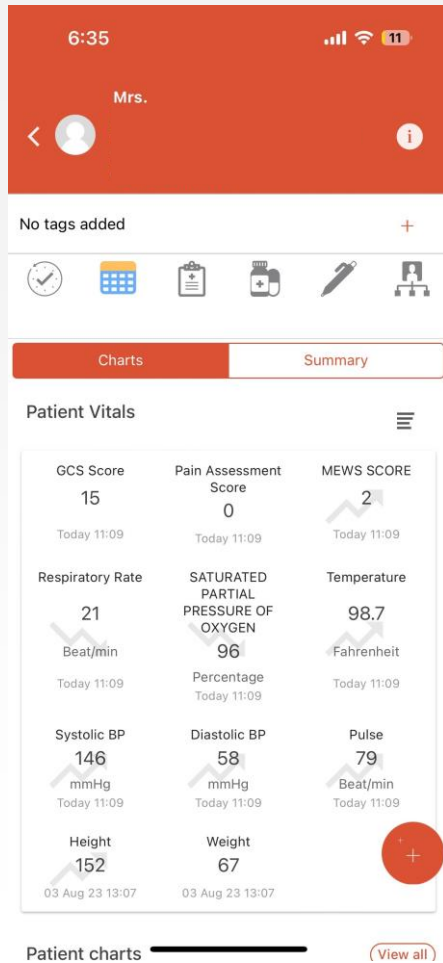 6:35
11
Mrs.
No tags added
Charts
Summary
Patient Vitals
GCS Score
15
Today 11:09
Pain Assessment
Score
0
Today 11:09
MEWS SCORE
2
Today 11:09
Respiratory Rate
21
Beat/min
Today 11:09
SATURATED
PARTIAL
PRESSURE OF
OXYGEN
96
Percentage
Today 11:09
Temperature
98.7
Fahrenheit
Today 11:09
Systolic BP
146
mmHg
Today 11:09
Diastolic BP
58
mmHg
Today 11:09
Pulse
79
Beat/min
Today 11:09
Height
152
03 Aug 23 13:07
Weight
67
03 Aug 23 13:07
Patient charts
View all